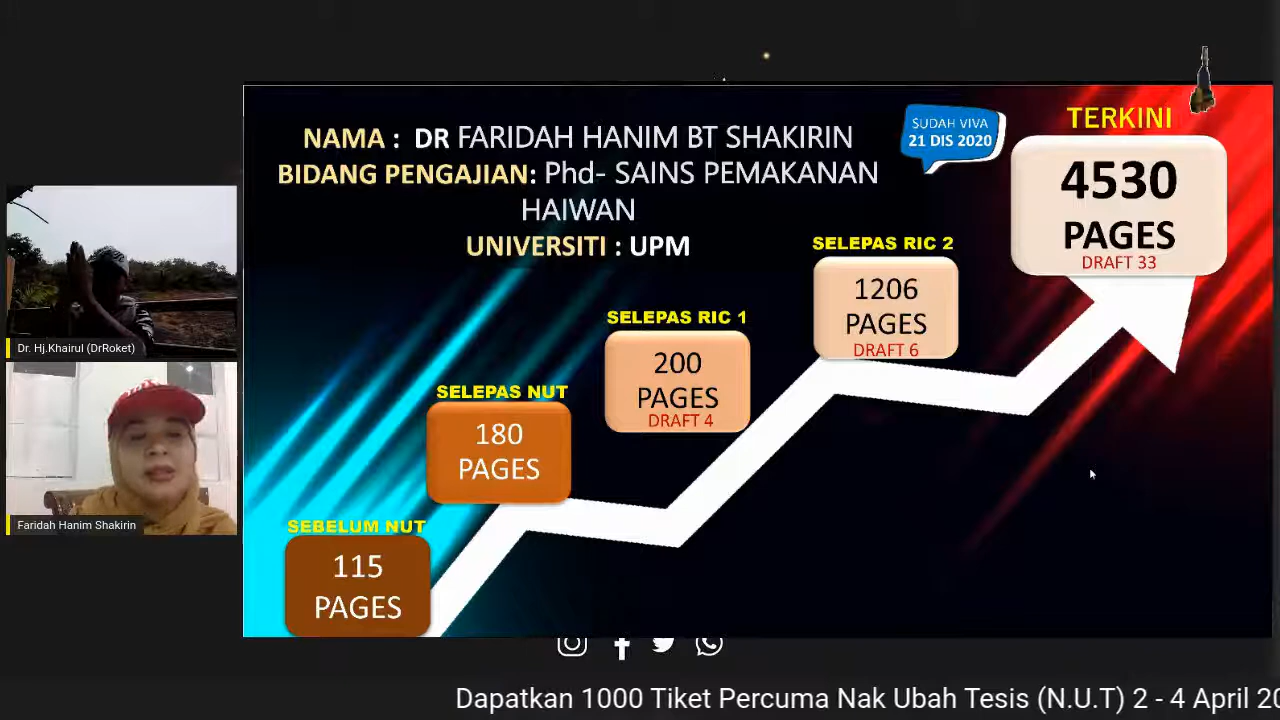 NAMA : DR FARIDAH HANIM BT SHAKIRIN
BIDANG PENGAJIAN: Phd- SAINS PEMAKANAN
HAIWAN
UNIVERSITI : UPM
SUDAH VIVA
21 DIS 2020
TERKINI
4530
PAGES
DRAFT 33
SELEPAS RIC 2
1206
PAGES
DRAFT 6
SELEPAS RIC 1
200
PAGES
DRAFT 4
SELEPAS NUT
180
PAGES
SEBELUM NUT
115
PAGES
Dr. Hj.Khairul (DrRoket)
Faridah Hanim Shakirin
Dapatkan 1000 Tiket Percuma Nak Ubah Tesis (N.U.T) 2 - 4 April